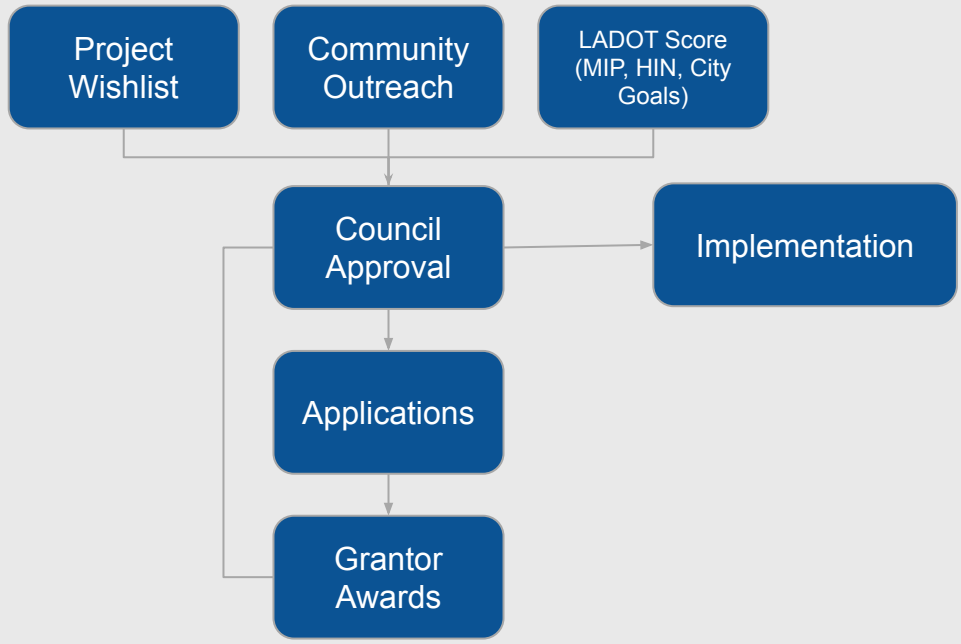 Project
Wishlist
Community
Outreach
LADOT Score
(MIP, HIN, City
Goals)
Council
Approval
Implementation
Applications
Grantor
Awards